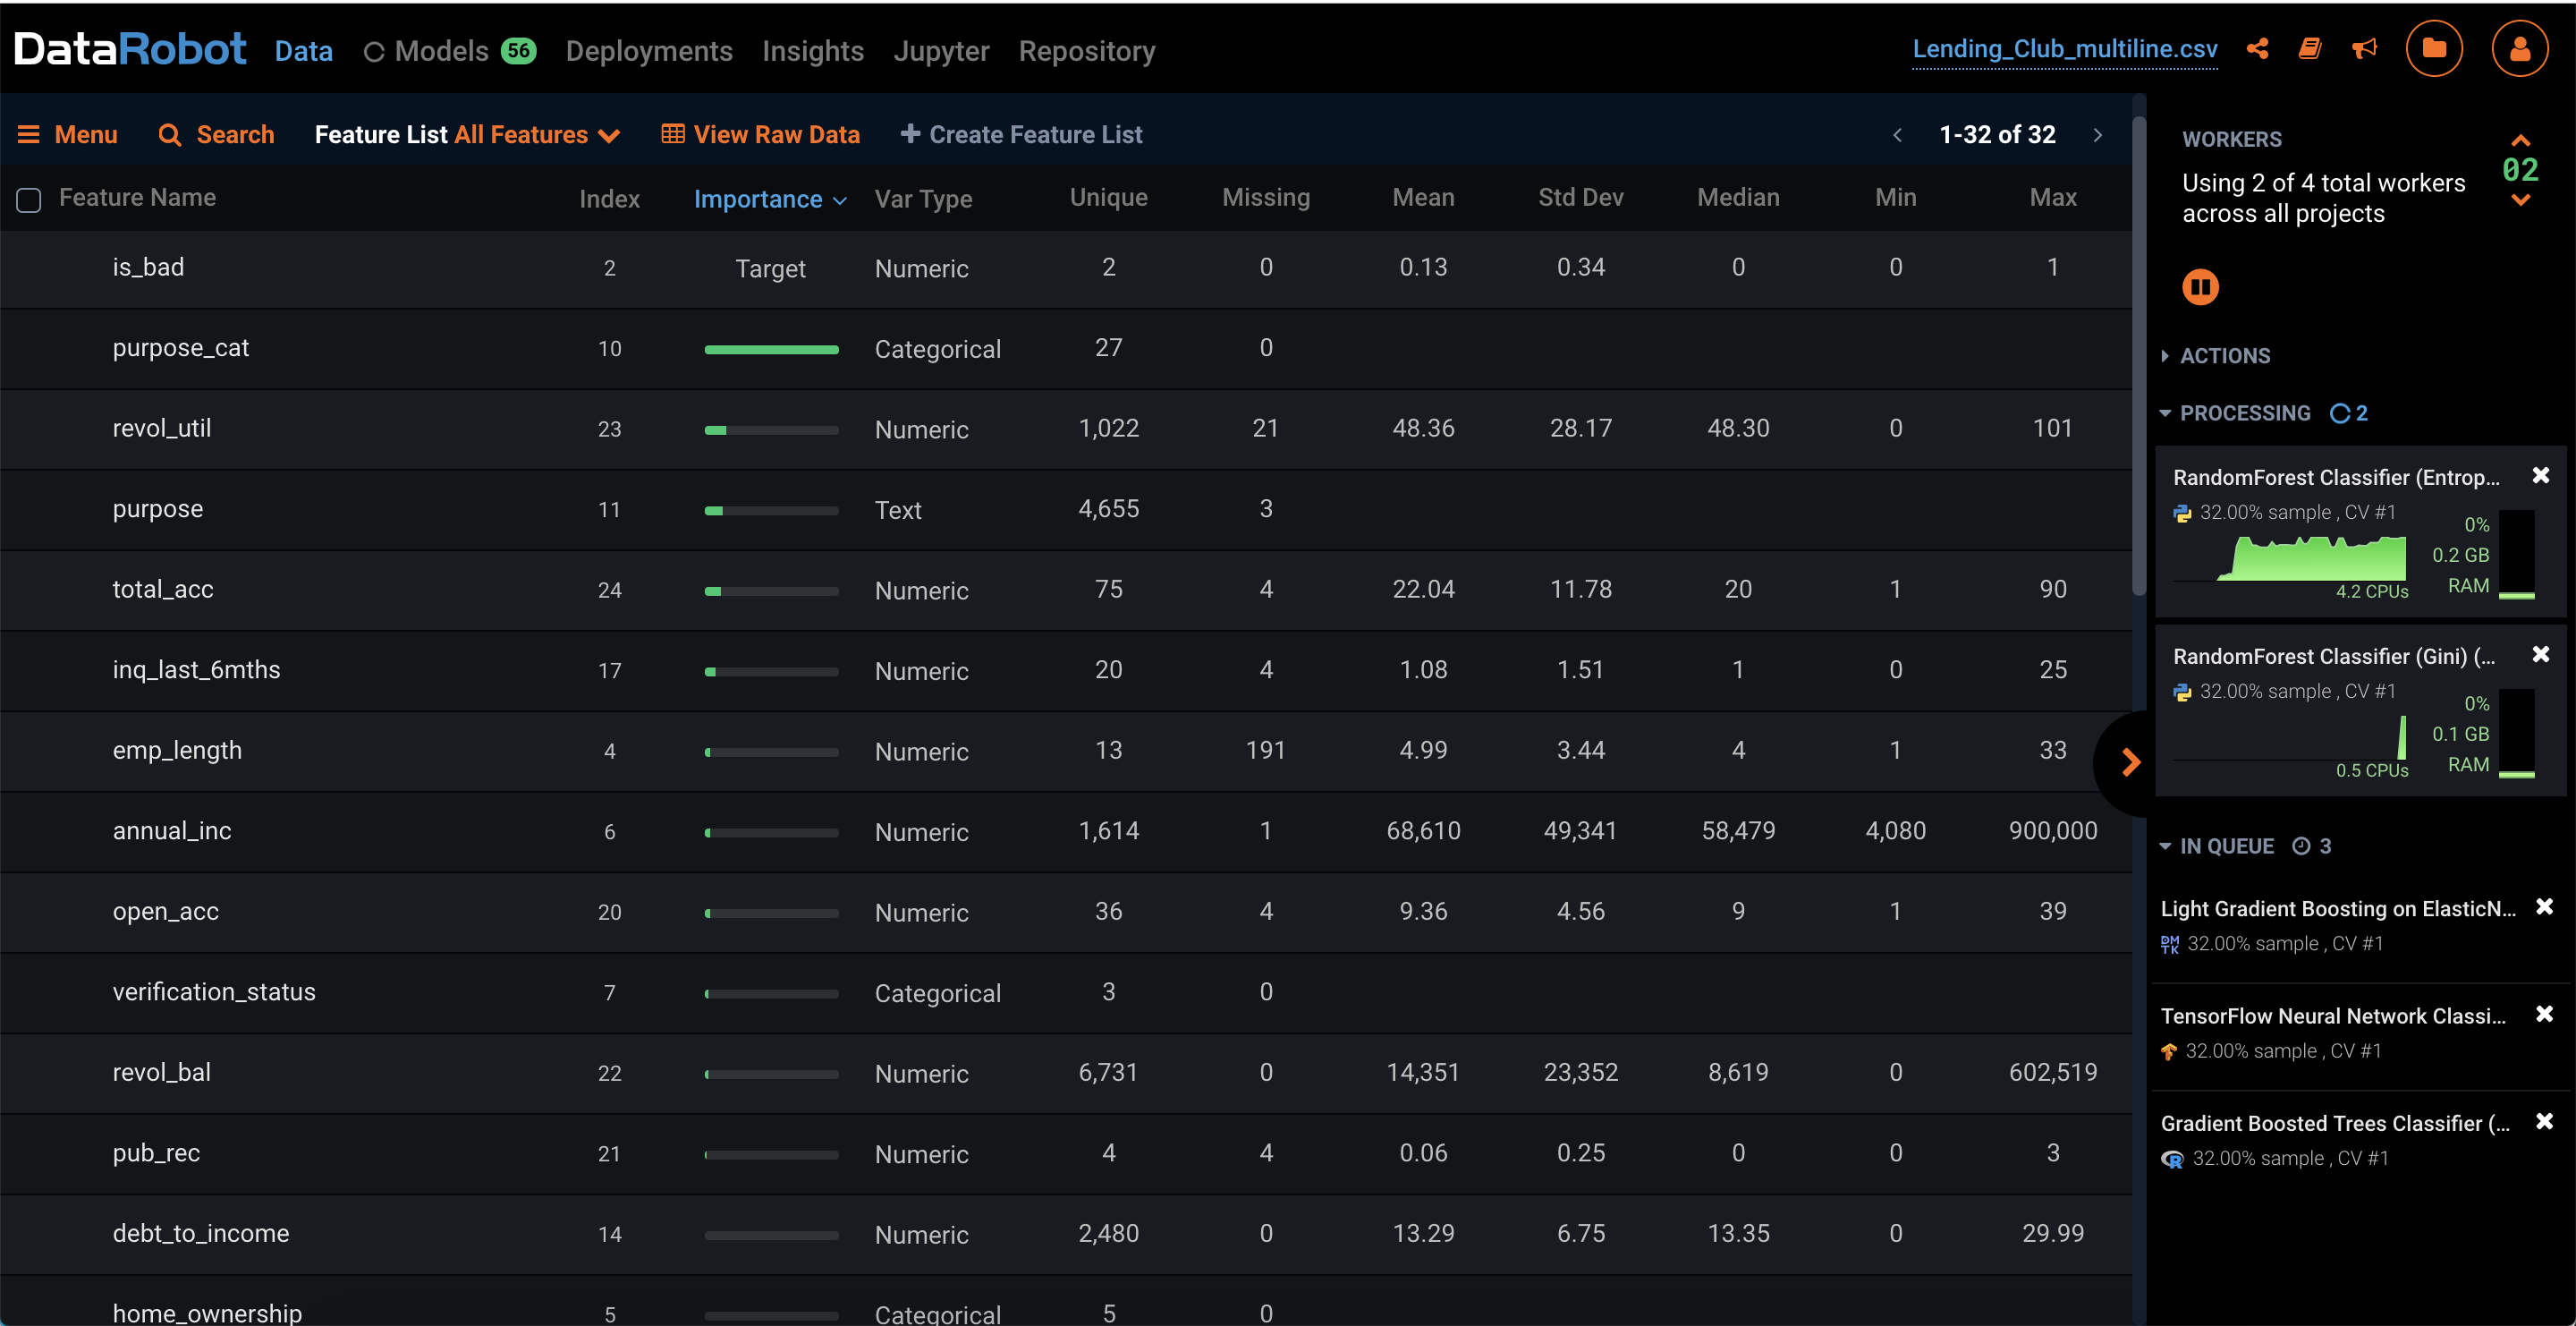 DataRobot Data Models 56 Deployments Insights Jupyter Repository Lending_Club_multiline.csv
Menu Search Feature List All Features View Raw Data + Create Feature List < 1-32 of 32 >
Feature Name Index Importance Var Type Unique Missing Mean Std Dev Median Min Max
is_bad 2 Target Numeric 2 0 0.13 0.34 0 0 1
purpose_cat 10 Categorical 27 0
revol_util 23 Numeric 1,022 21 48.36 28.17 48.30 0 101
purpose 11 Text 4,655 3
total_acc 24 Numeric 75 4 22.04 11.78 20 1 90
inq_last_6mths 17 Numeric 20 4 1.08 1.51 1 0 25
emp_length 4 Numeric 13 191 4.99 3.44 4 1 33
annual_inc 6 Numeric 1,614 1 68,610 49,341 58,479 4,080 900,000
open_acc 20 Numeric 36 4 9.36 4.56 9 1 39
verification_status 7 Categorical 3 0
revol_bal 22 Numeric 6,731 0 14,351 23,352 8,619 0 602,519
pub_rec 21 Numeric 4 4 0.06 0.25 0 0 3
debt_to_income 14 Numeric 2,480 0 13.29 6.75 13.35 0 29.99
home_ownership 5 Categorical 5 0
WORKERS
02
Using 2 of 4 total workers
across all projects
ACTIONS
PROCESSING 2
RandomForest Classifier (Entrop...
32.00% sample , CV #1
0%
0.2 GB
RAM
4.2 CPUs
RandomForest Classifier (Gini) (...
32.00% sample , CV #1
0%
0.1 GB
RAM
0.5 CPUs
IN QUEUE 3
Light Gradient Boosting on ElasticN...
DMTK 32.00% sample , CV #1
TensorFlow Neural Network Classi...
32.00% sample , CV #1
Gradient Boosted Trees Classifier (...
R 32.00% sample , CV #1